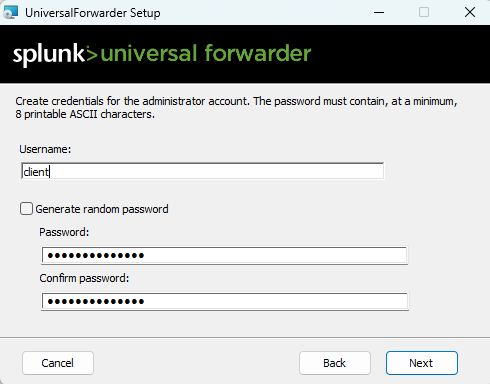 UniversalForwarder Setup
splunk> universal forwarder
Create credentials for the administrator account. The password must contain, at a minimum,
8 printable ASCII characters.
Username:
client
Generate random password
Password:
●●●●●●●●●●●●●●
Confirm password:
●●●●●●●●●●●●●●
Cancel
Back
Next